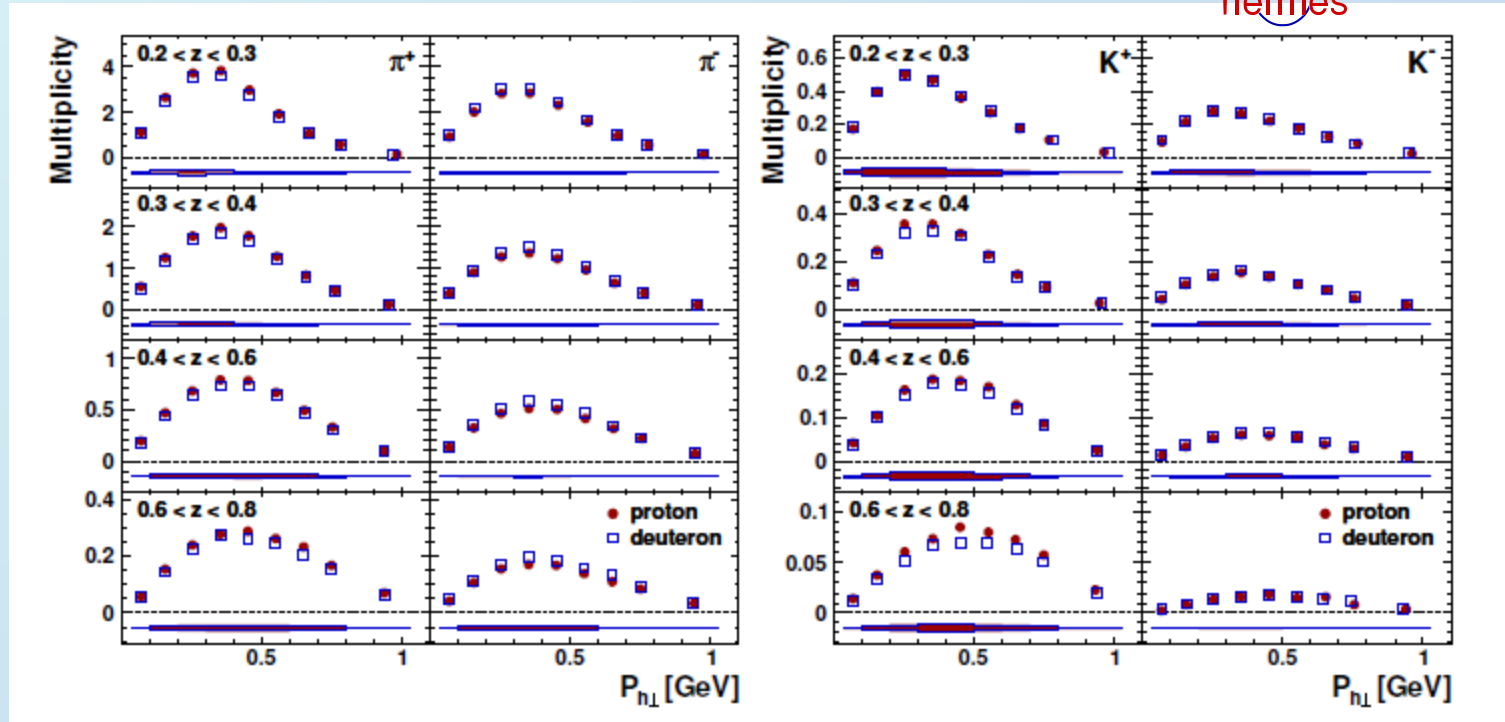 hermes
Multiplicity
0.2 < z < 0.3
π+
π-
4
2
0
0.3 < z < 0.4
2
1
0
0.4 < z < 0.6
1
0.5
0
0.6 < z < 0.8
proton
deuteron
0.4
0.2
0
0.5
1
0.5
1
Ph⊥ [GeV]
Multiplicity
0.2 < z < 0.3
K+
K-
0.6
0.4
0.2
0
0.3 < z < 0.4
0.4
0.2
0
0.4 < z < 0.6
0.2
0.1
0
0.6 < z < 0.8
proton
deuteron
0.1
0.05
0
0.5
1
0.5
1
Ph⊥ [GeV]